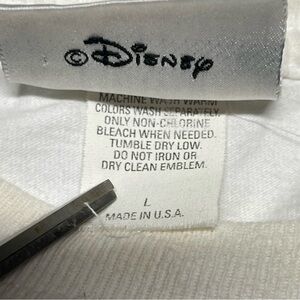 © Disney
MACHINE WASH WARM
COLORS WASH SEPARATELY.
ONLY NON-CHLORINE
BLEACH WHEN NEEDED.
TUMBLE DRY LOW.
DO NOT IRON OR
DRY CLEAN EMBLEM.
L
MADE IN U.S.A.